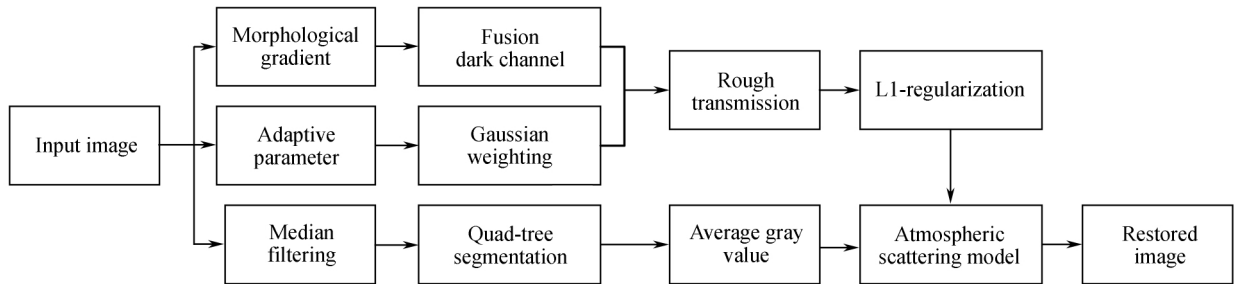 Input image
Morphological
gradient
Fusion
dark channel
Adaptive
parameter
Gaussian
weighting
Rough
transmission
L1-regularization
Median
filtering
Quad-tree
segmentation
Average gray
value
Atmospheric
scattering model
Restored
image